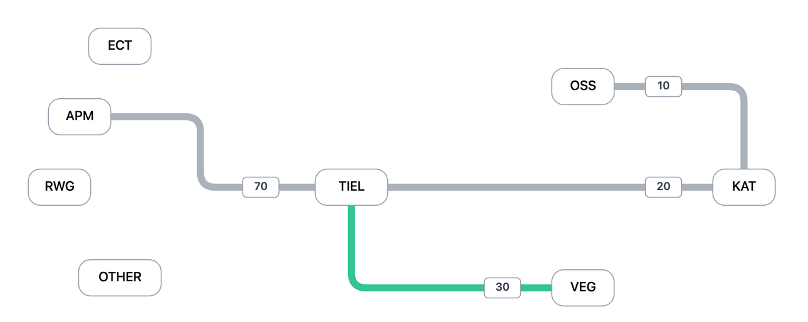 ECT
OSS
10
APM
RWG
70
TIEL
20
KAT
OTHER
30
VEG